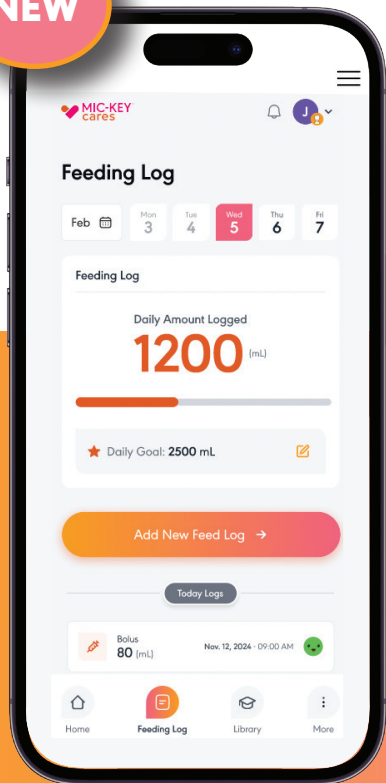 NEW
MIC-KEY
cares
J
Feeding Log
Feb
Mon Tue Wed Thu Fri
3 4 5 6 7
Feeding Log
Daily Amount Logged
1200 (mL)
Daily Goal: 2500 mL
Add New Feed Log →
Today Logs
Bolus
80 (mL)
Nov. 12, 2024 - 09:00 AM
Home Feeding Log Library More